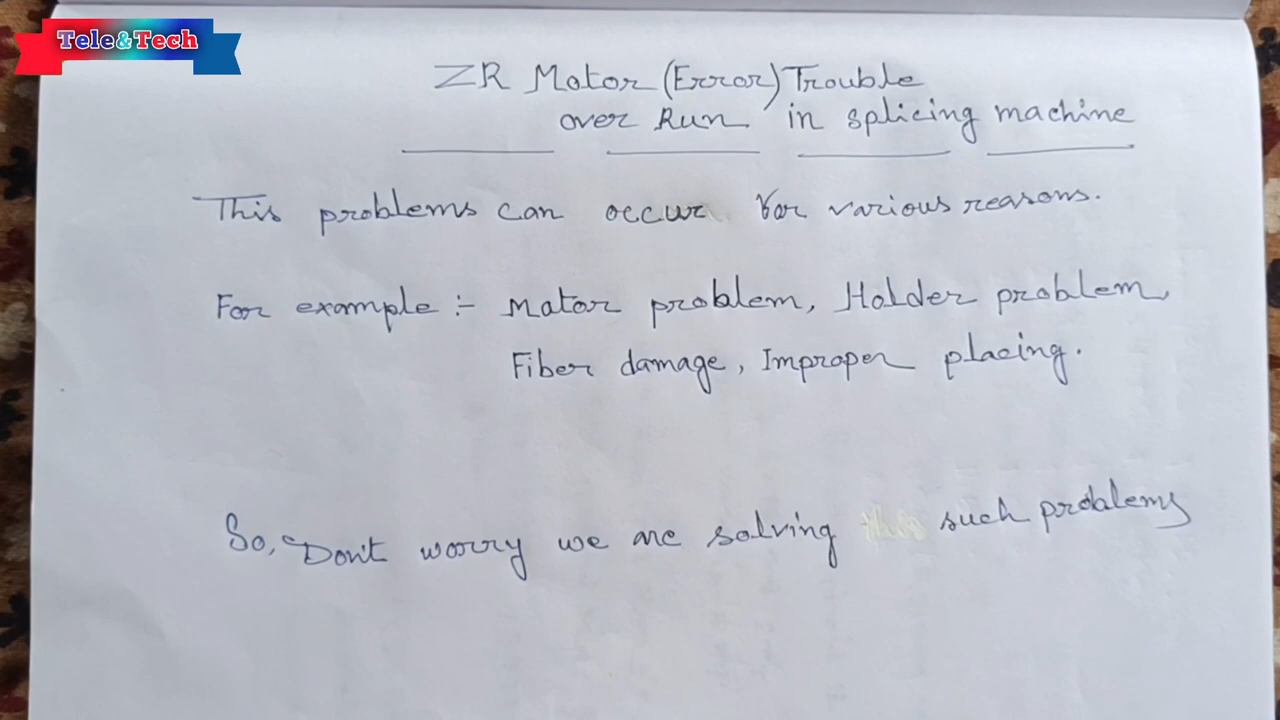 Tele&Tech
ZR Motor (Error) Trouble
over Run in splicing machine
This problems can occur for various reasons.
For example :- Motor problem, Holder problem,
Fiber damage, Improper placing.
So, Don't worry we are solving such problems